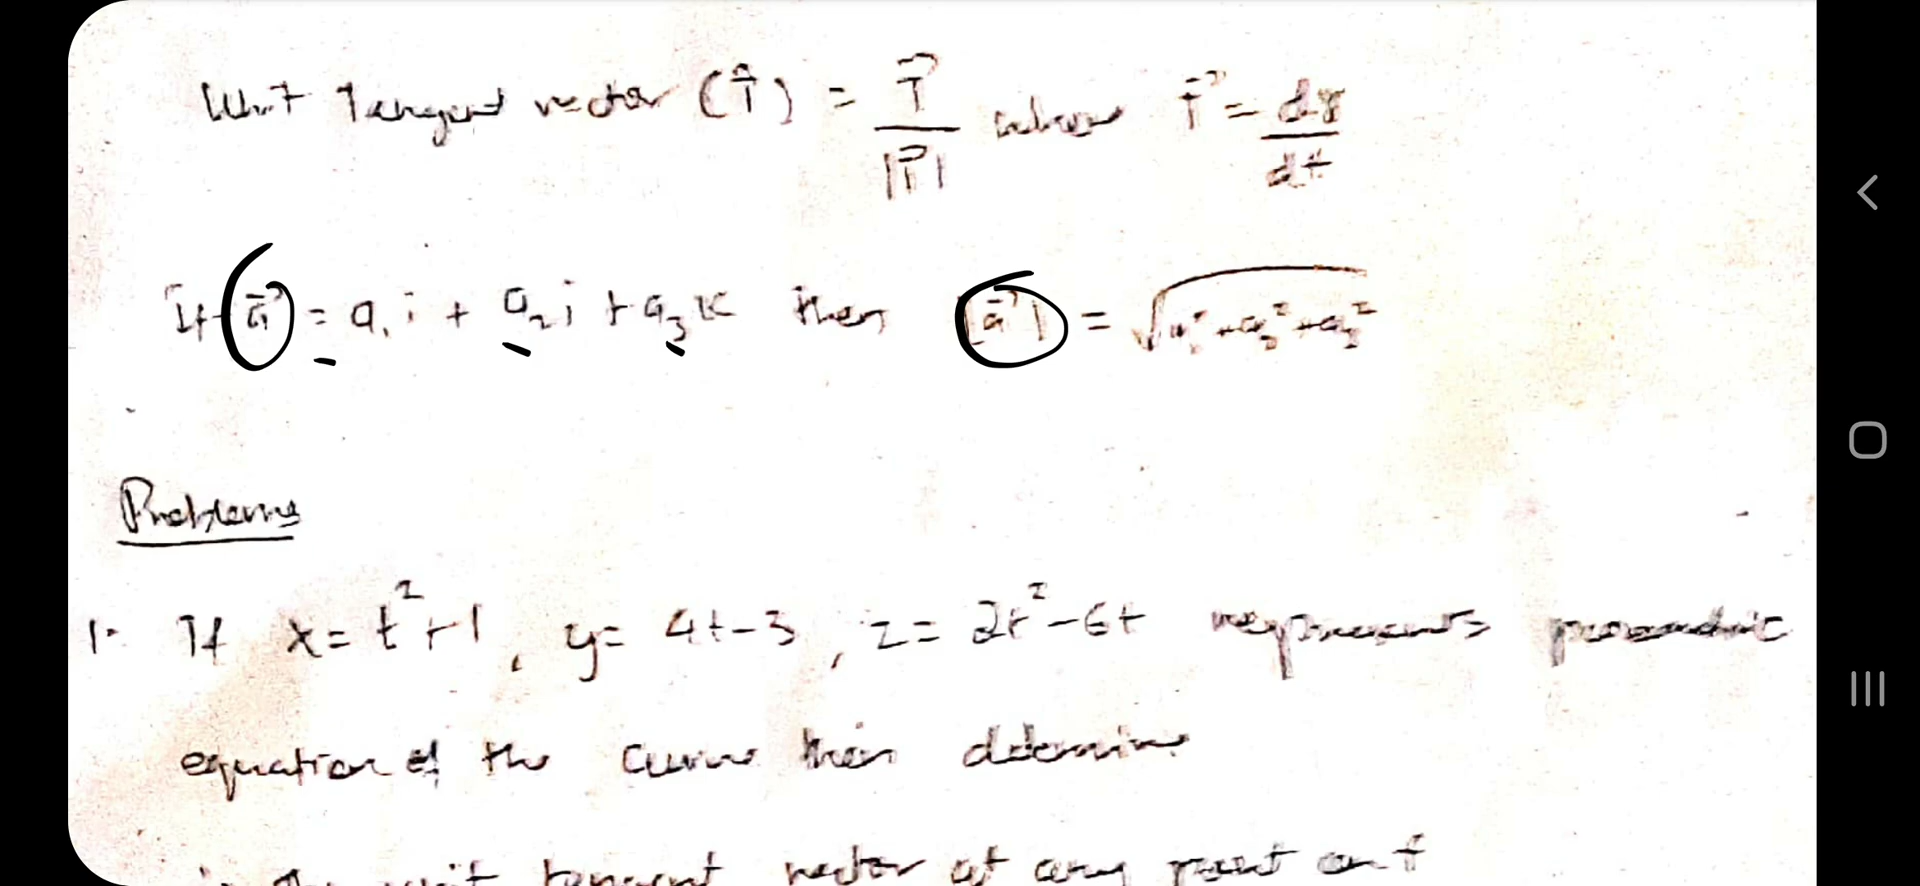 Unit Tangent vector (T̂) = T⃗ / |T⃗| where T⃗ = dr / dt
If a⃗ = a₁i + a₂j + a₃k then |a⃗| = √a₁² + a₂² + a₃²
Problems
1. If x = t² + 1, y = 4t - 3, z = 2t² - 6t represents parametric
equation of the curve then determine
i. the unit tangent vector at any point on t